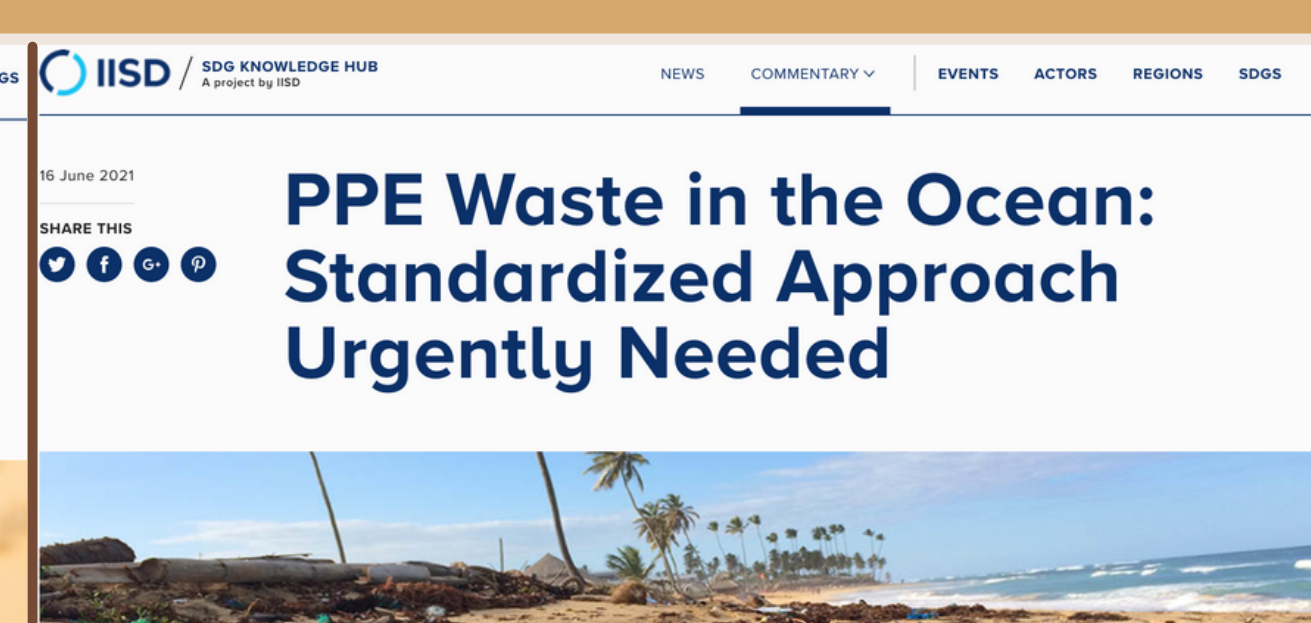 GS
IISD / SDG KNOWLEDGE HUB
A project by IISD
NEWS COMMENTARY EVENTS ACTORS REGIONS SDGS
16 June 2021
SHARE THIS
PPE Waste in the Ocean:
Standardized Approach
Urgently Needed